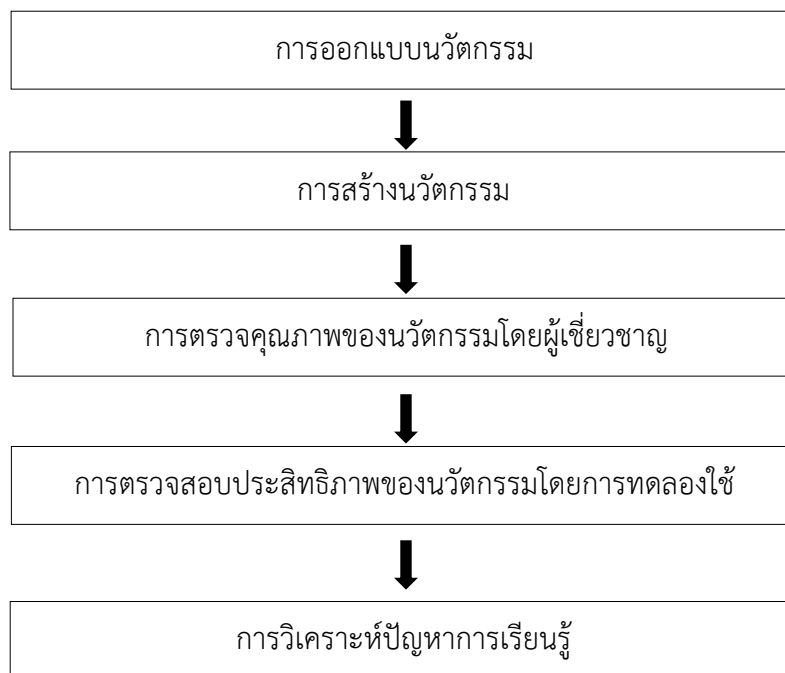 การออกแบบนวัตกรรม
การสร้างนวัตกรรม
การตรวจคุณภาพของนวัตกรรมโดยผู้เชี่ยวชาญ
การตรวจสอบประสิทธิภาพของนวัตกรรมโดยการทดลองใช้
การวิเคราะห์ปัญหาการเรียนรู้